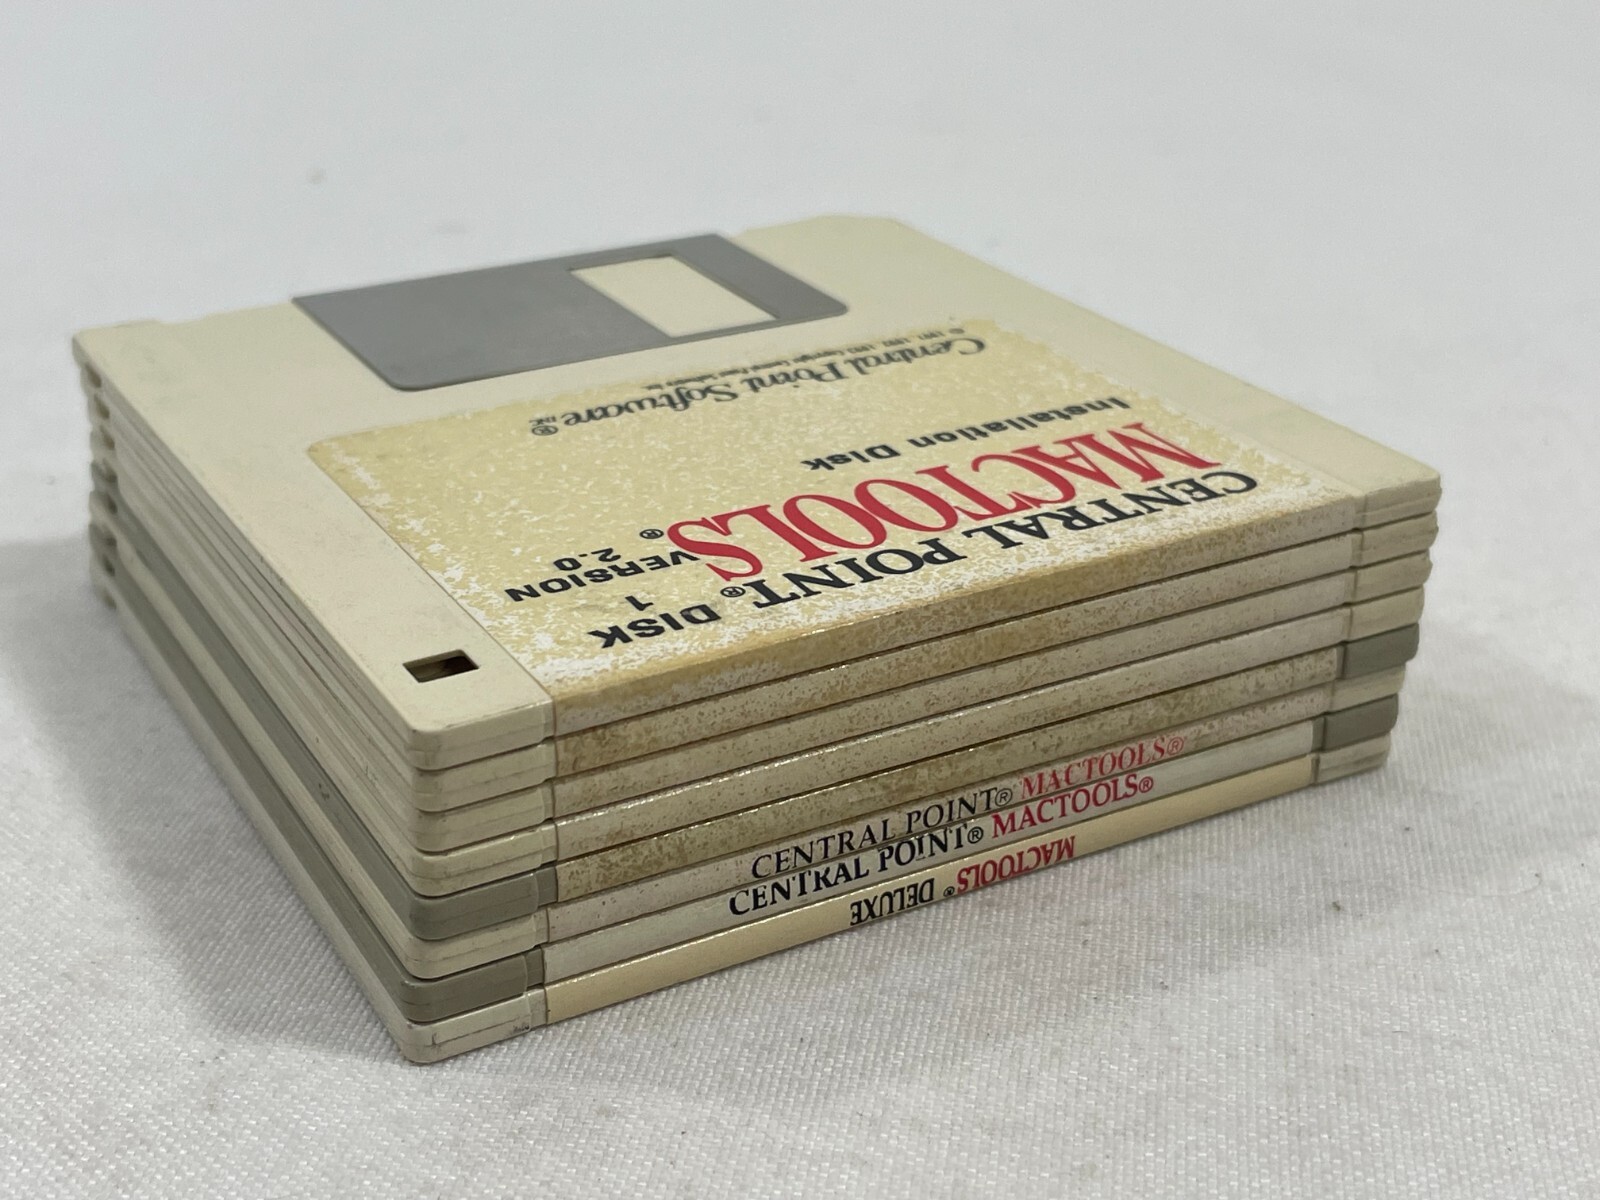 CENTRAL POINT® DISK
1
MACTOOLS®
VERSION
2.0
Installation Disk
Central Point Software INC®
CENTRAL POINT® MACTOOLS®
CENTRAL POINT® MACTOOLS®
MACTOOLS® DELUXE